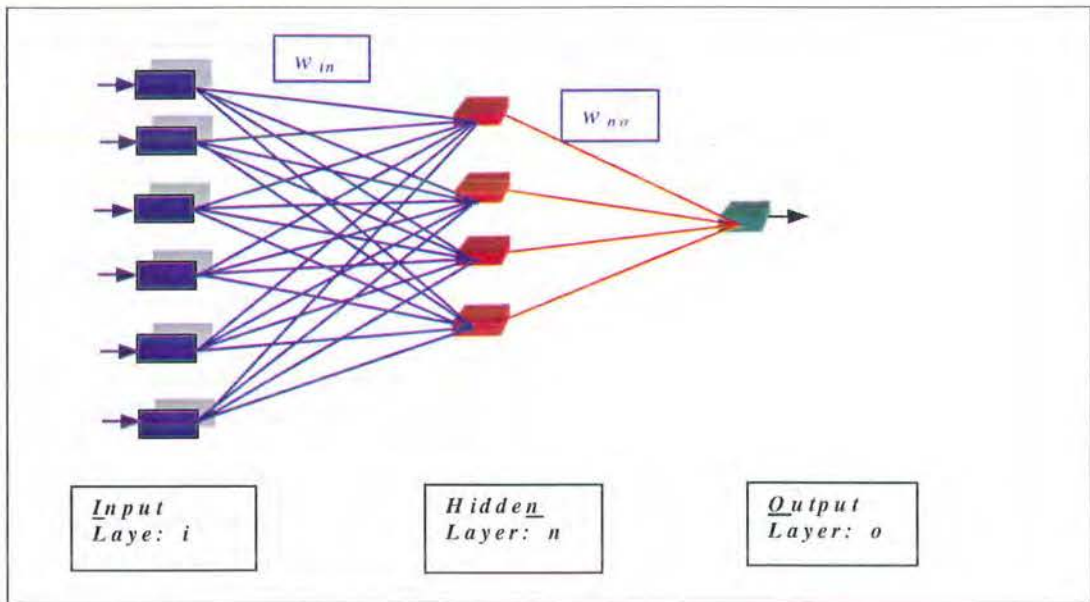 w in
w no
Input
Laye: i
Hidden
Layer: n
Output
Layer: o